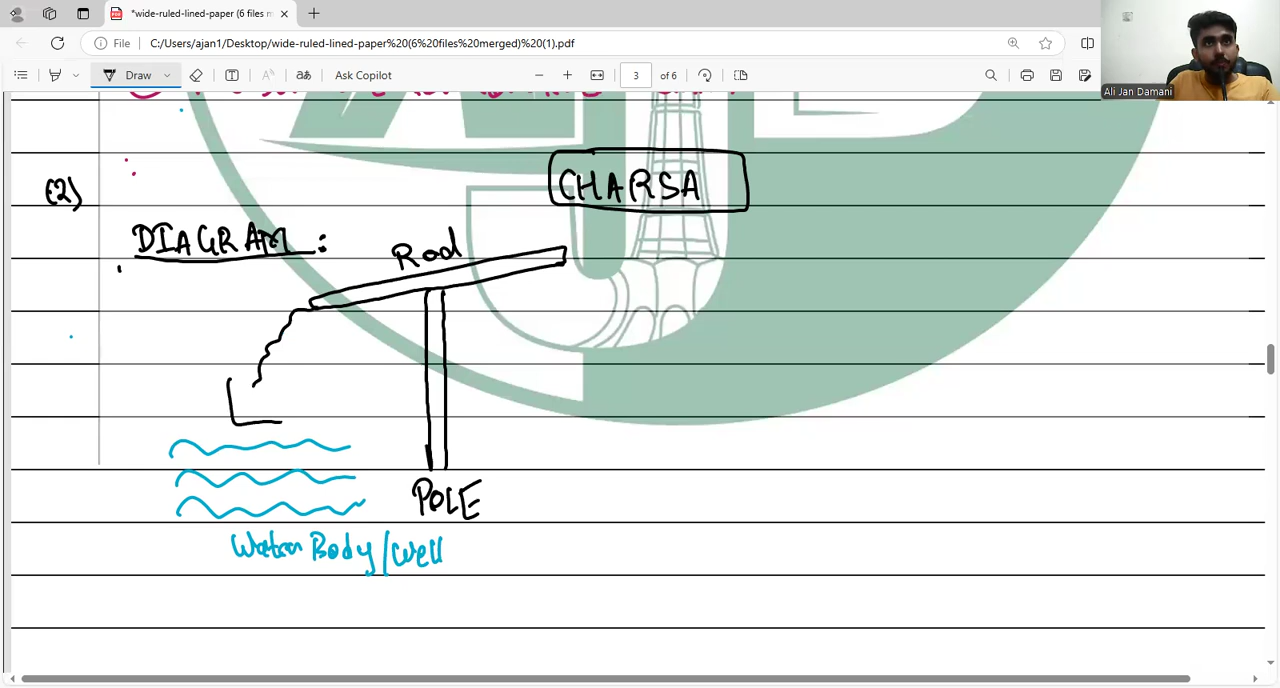 *wide-ruled-lined-paper (6 files m
File
C:/Users/ajan1/Desktop/wide-ruled-lined-paper%20(6%20files%20merged)%20(1).pdf
Draw
Ask Copilot
3 of 6
Ali Jan Damani
(2)
CHARSA
DIAGRAM :
Rod
POLE
Water Body/Well